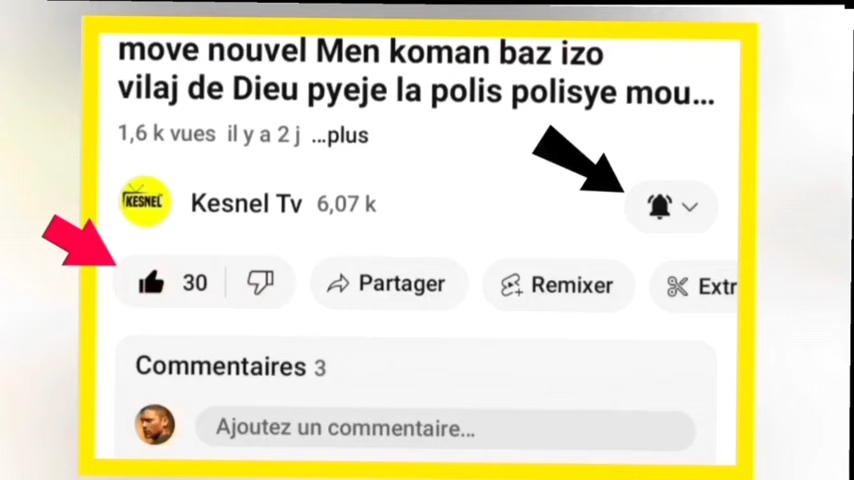 move nouvel Men koman baz izo
vilaj de Dieu pyeje la polis polisye mou...
1,6 k vues il y a 2 j ...plus
KESNEL
Kesnel Tv 6,07 k
30 Partager Remixer Extr
Commentaires 3
Ajoutez un commentaire...